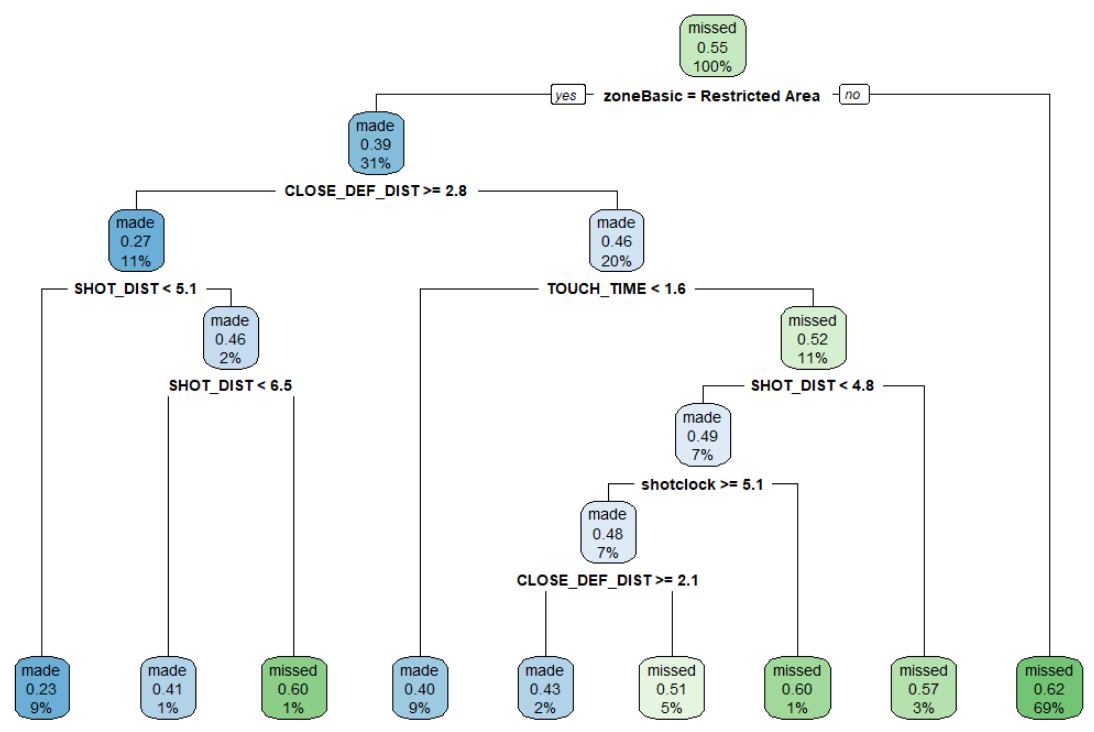 missed
0.55
100%
yes
zoneBasic = Restricted Area
no
made
0.39
31%
CLOSE_DEF_DIST >= 2.8
made
0.27
11%
made
0.46
20%
SHOT_DIST < 5.1
TOUCH_TIME < 1.6
made
0.46
2%
missed
0.52
11%
SHOT_DIST < 6.5
SHOT_DIST < 4.8
made
0.49
7%
shotclock >= 5.1
made
0.48
7%
CLOSE_DEF_DIST >= 2.1
made
0.23
9%
made
0.41
1%
missed
0.60
1%
made
0.40
9%
made
0.43
2%
missed
0.51
5%
missed
0.60
1%
missed
0.57
3%
missed
0.62
69%